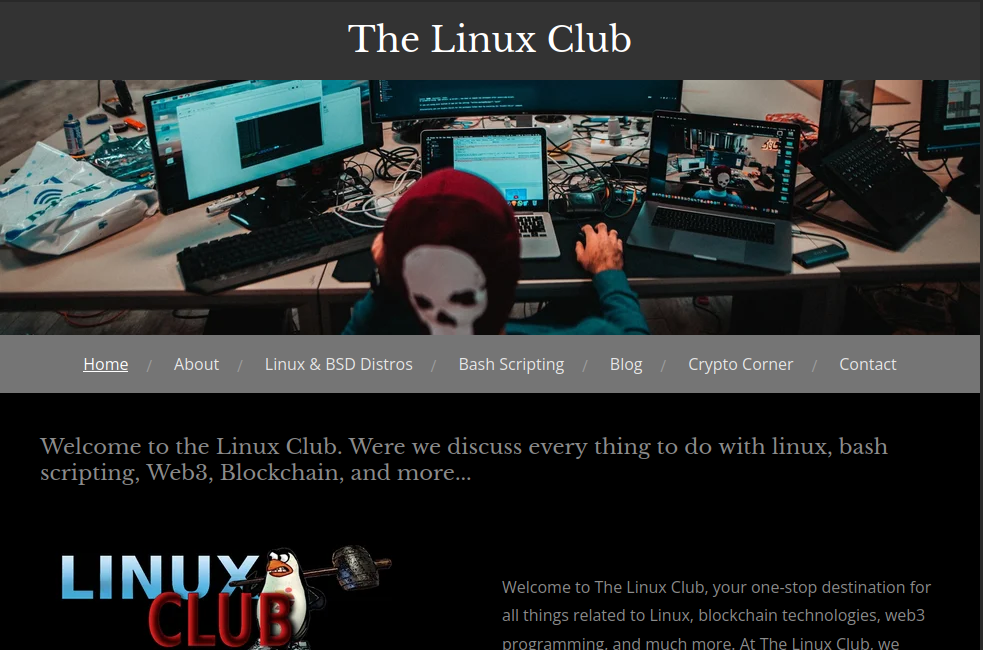 The Linux Club
Home / About / Linux & BSD Distros / Bash Scripting / Blog / Crypto Corner / Contact
Welcome to the Linux Club. Were we discuss every thing to do with linux, bash
scripting, Web3, Blockchain, and more...
LINUX
CLUB
Welcome to The Linux Club, your one-stop destination for
all things related to Linux, blockchain technologies, web3
programming, and much more. At The Linux Club, we